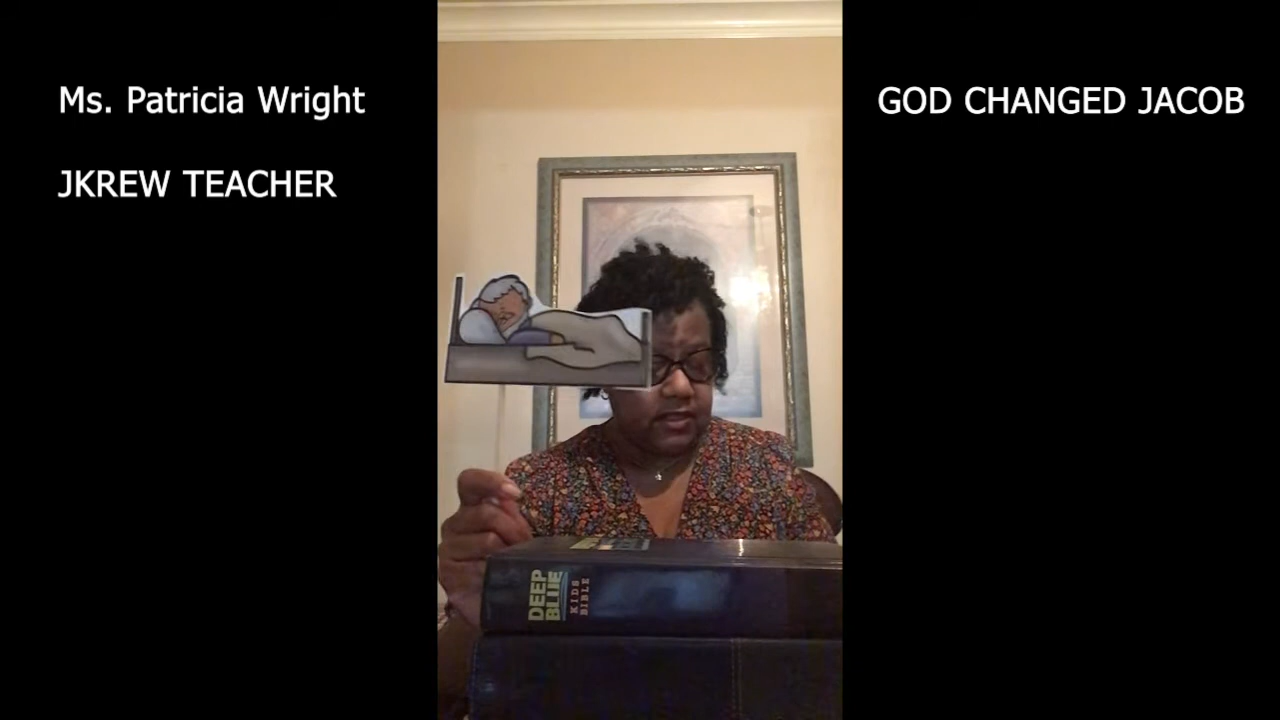 Ms. Patricia Wright
JKREW TEACHER
GOD CHANGED JACOB
DEEP
BLUE
KIDS
BIBLE